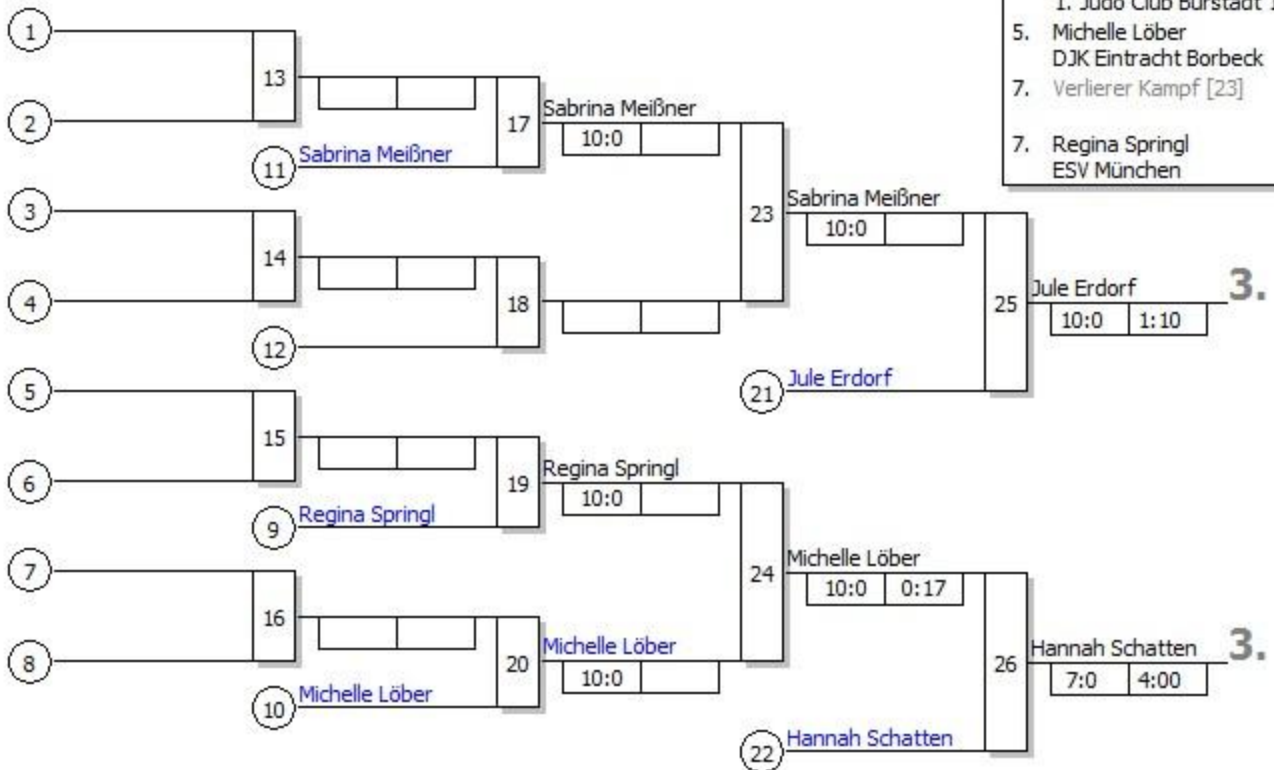 1. Judo Club Bürstadt 1
5. Michelle Löber
DJK Eintracht Borbeck
7. Verlierer Kampf [23]
7. Regina Springl
ESV München
1
2
13
17
Sabrina Meißner
10:0
11
Sabrina Meißner
3
4
14
18
12
23
Sabrina Meißner
10:0
25
Jule Erdorf
3.
10:0 1:10
21
Jule Erdorf
5
6
15
19
Regina Springl
10:0
9
Regina Springl
7
8
16
20
Michelle Löber
10:0
10
Michelle Löber
24
Michelle Löber
10:0 0:17
26
Hannah Schatten
3.
7:0 4:00
22
Hannah Schatten